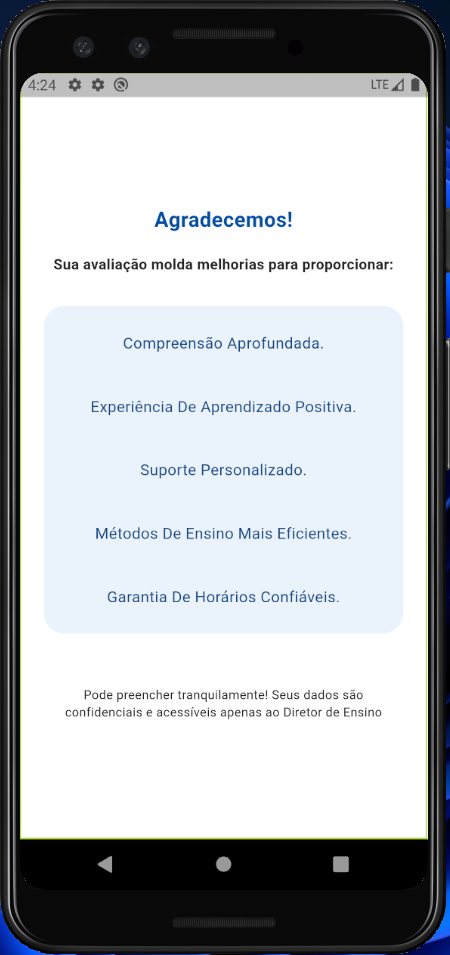 4:24
LTE
Agradecemos!
Sua avaliação molda melhorias para proporcionar:
Compreensão Aprofundada.
Experiência De Aprendizado Positiva.
Suporte Personalizado.
Métodos De Ensino Mais Eficientes.
Garantia De Horários Confiáveis.
Pode preencher tranquilamente! Seus dados são
confidenciais e acessíveis apenas ao Diretor de Ensino